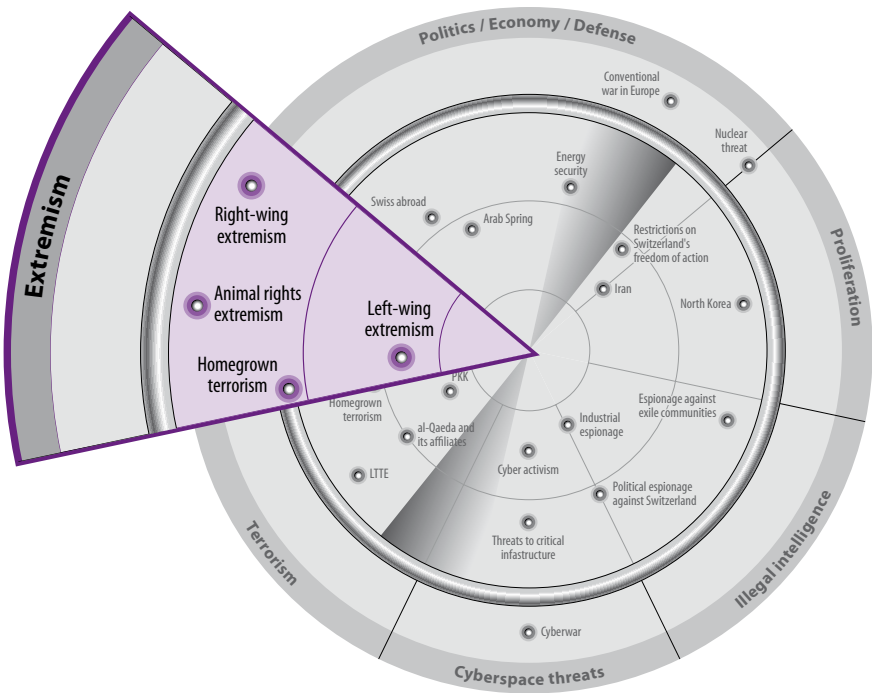 Politics / Economy / Defense
Conventional
war in Europe
Nuclear
threat
Energy
security
Swiss abroad
Arab Spring
Restrictions on
Switzerland's
freedom of action
Iran
North Korea
Proliferation
Extremism
Right-wing
extremism
Animal rights
extremism
Left-wing
extremism
Homegrown
terrorism
PKK
Homegrown
terrorism
al-Qaeda and
its affiliates
LTTE
Terrorism
Industrial
espionage
Espionage against
exile communities
Cyber activism
Political espionage
against Switzerland
Threats to critical
infastructure
Illegal intelligence
Cyberwar
Cyberspace threats